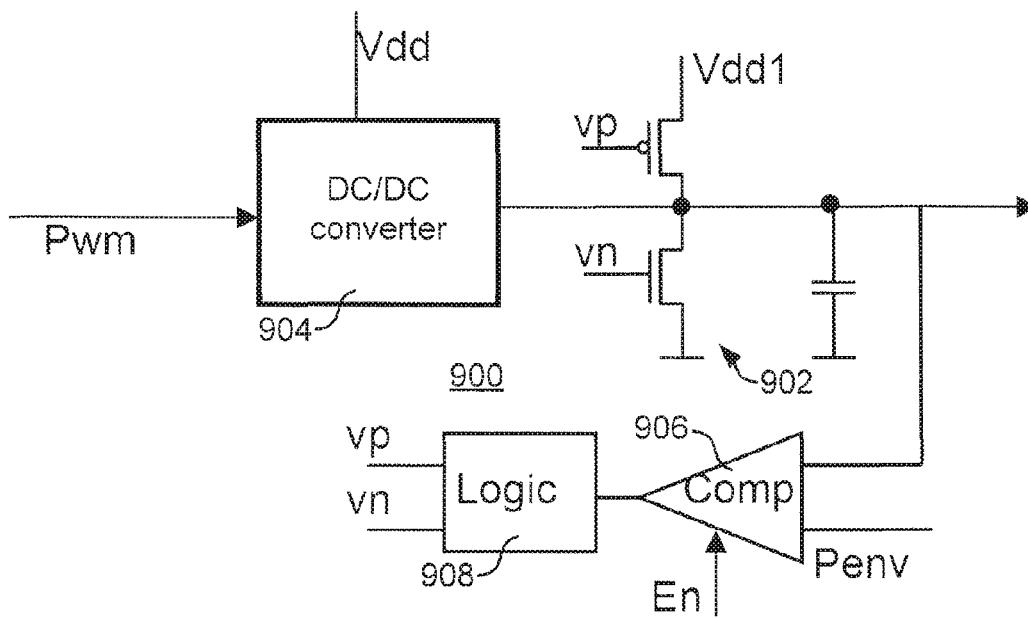 Vdd
Vdd1
vp
DC/DC
converter
Pwm
vn
904
902
900
906
vp
Logic
Comp
vn
908
Penv
En